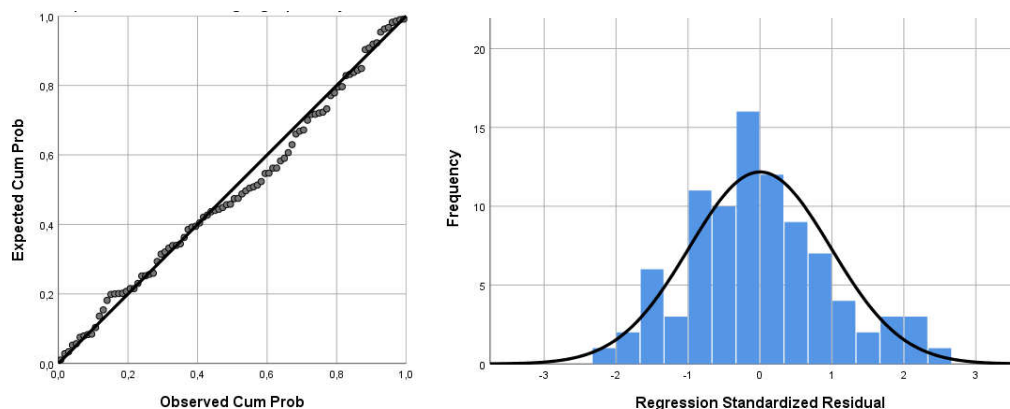 1,0
0,8
0,6
0,4
0,2
0,0
0,0 0,2 0,4 0,6 0,8 1,0
Expected Cum Prob
Observed Cum Prob
20
15
10
5
0
-3 -2 -1 0 1 2 3
Frequency
Regression Standardized Residual